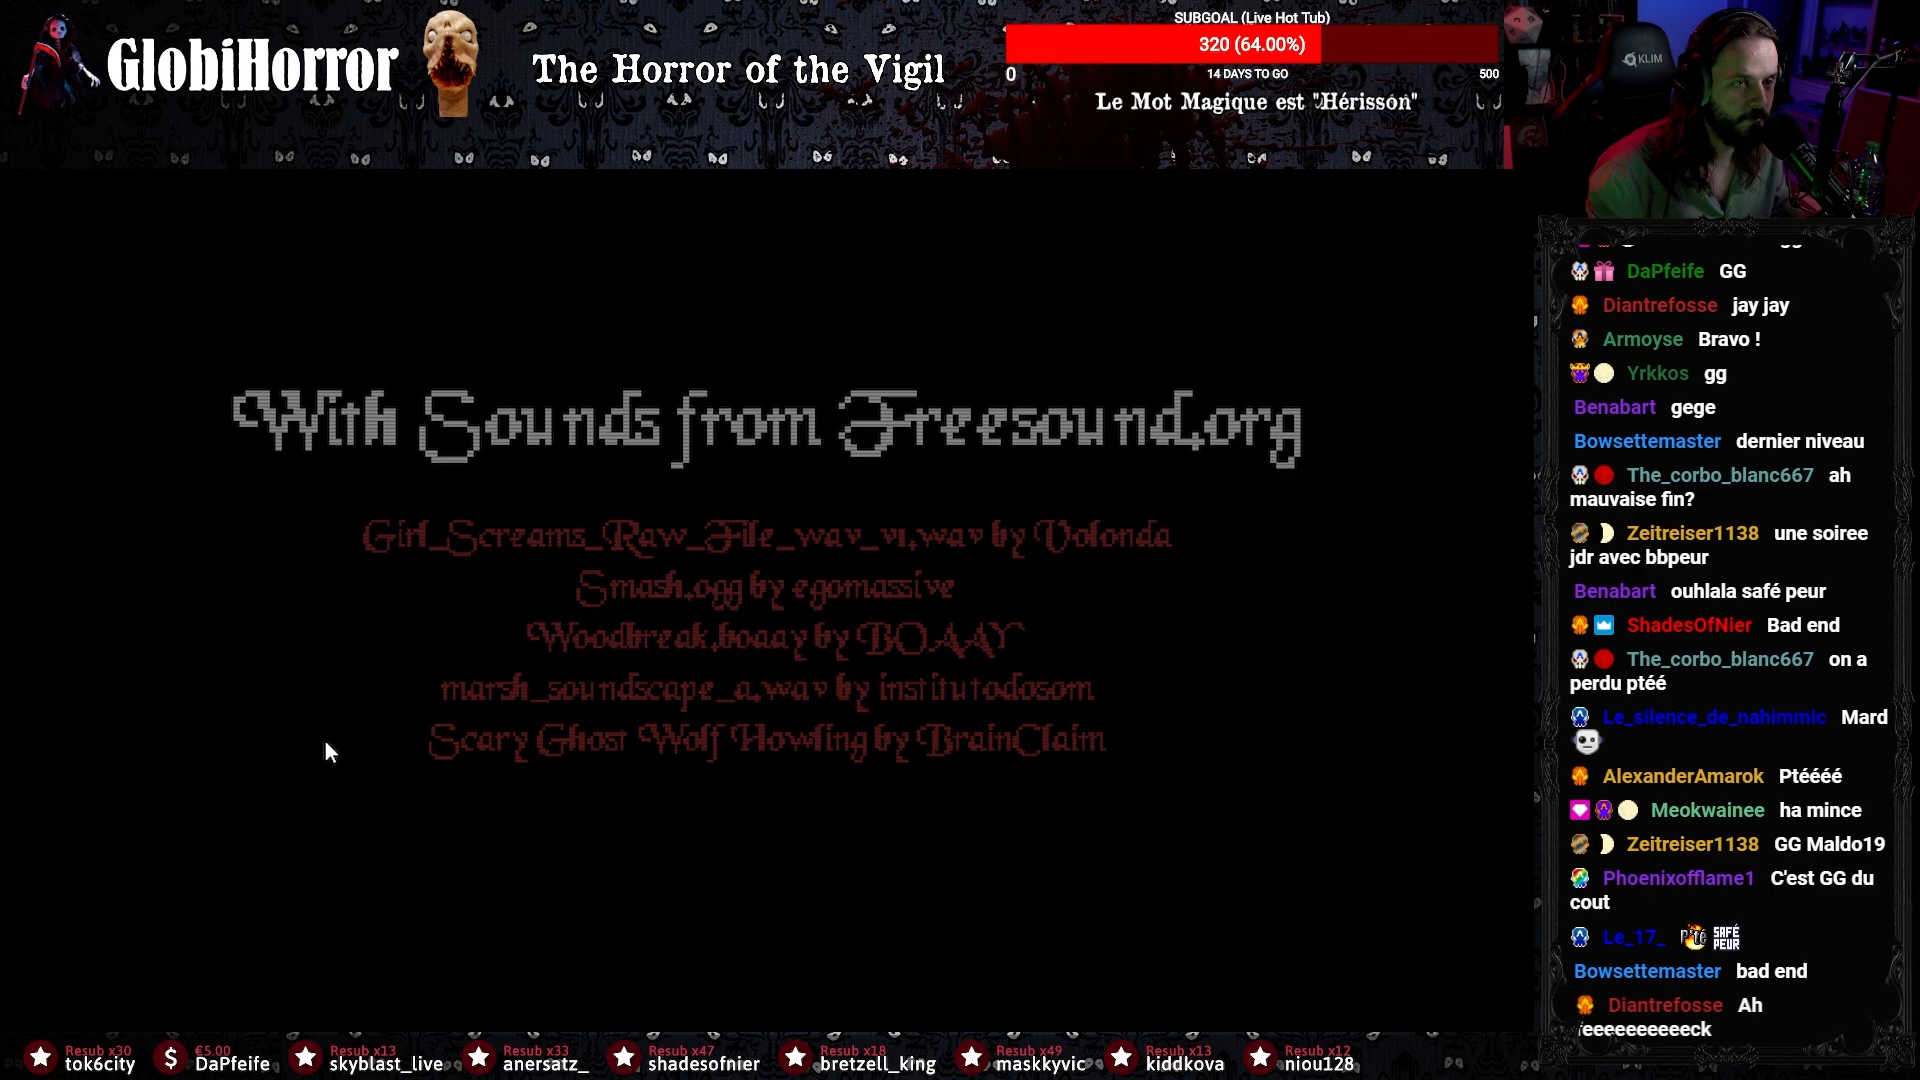 GlobiHorror
The Horror of the Vigil
SUBGOAL (Live Hot Tub)
320 (64.00%)
0
14 DAYS TO GO
500
Le Mot Magique est "Hérisson"
KLIM
With Sounds from Freesound.org
Girl_Screams_Raw_File_wav_v1.wav by Volonda
Smash.ogg by egomassive
Woodbreak.boaay by BOAAY
marsh_soundscape_a.wav by institutodosom
Scary Ghost Wolf Howling by BrainClaim
DaPfeife GG
Diantrefosse jay jay
Armoyse Bravo !
Yrkkos gg
Benabart gege
Bowsettemaster dernier niveau
The_corbo_blanc667 ah
mauvaise fin?
Zeitreiser1138 une soiree
jdr avec bbpeur
Benabart ouhlala safé peur
ShadesOfNier Bad end
The_corbo_blanc667 on a
perdu ptéé
Le_silence_de_nahimmic Mard
AlexanderAmarok Ptéééé
Meokwainee ha mince
Zeitreiser1138 GG Maldo19
Phoenixofflame1 C'est GG du
cout
Le_17_ SAFÉ
PEUR
Bowsettemaster bad end
Diantrefosse Ah
feeeeeeeeeeck
Resub x30
tok6city
€5.00
DaPfeife
Resub x13
skyblast_live
Resub x33
anersatz_
Resub x47
shadesofnier
Resub x18
bretzell_king
Resub x49
maskkyvic
Resub x13
kiddkova
Resub x12
niou128